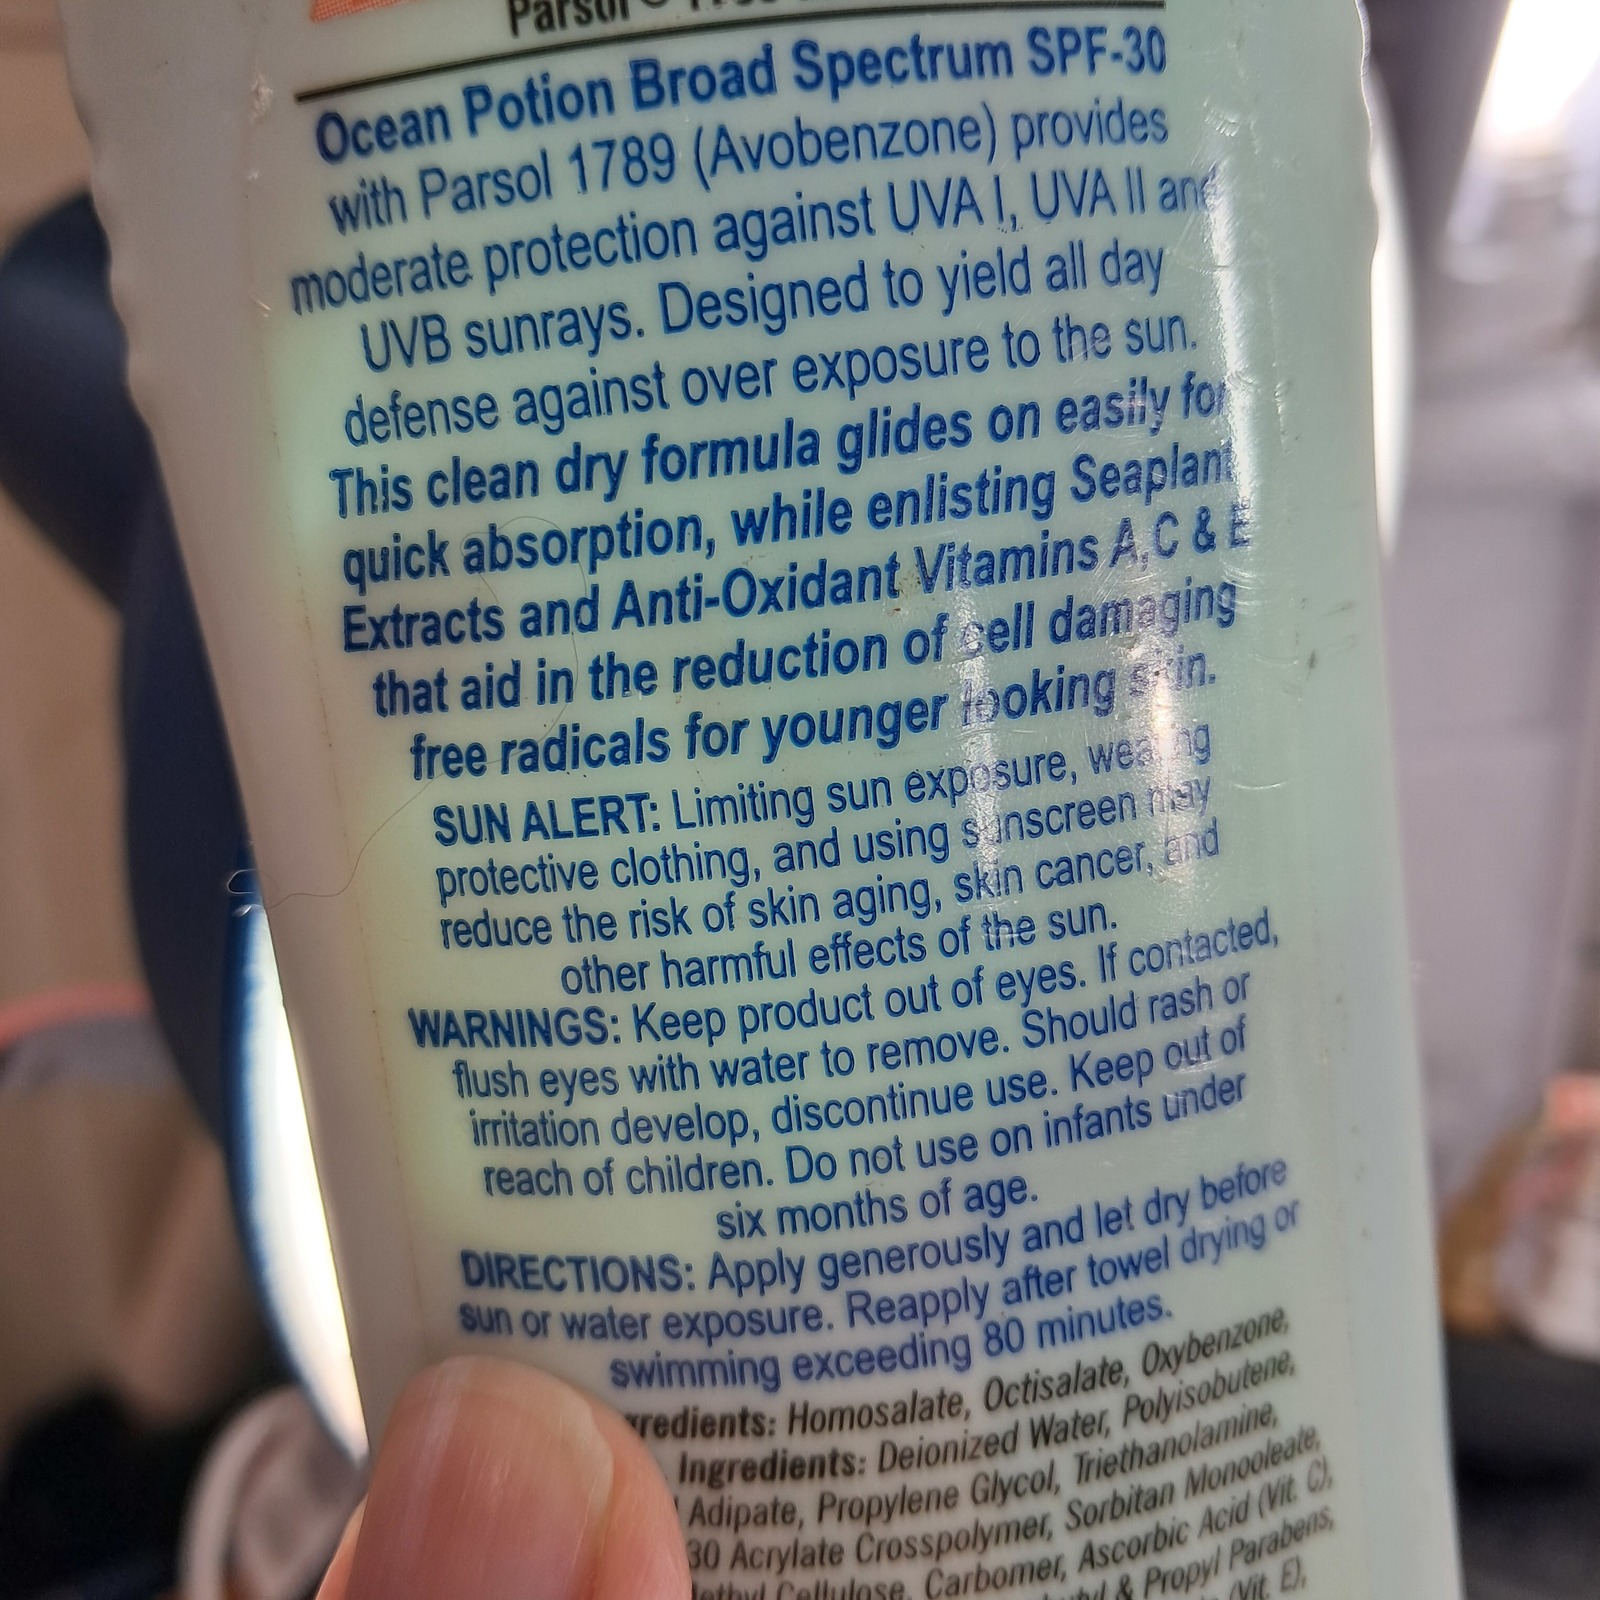 Parsol®
Ocean Potion Broad Spectrum SPF-30
with Parsol 1789 (Avobenzone) provides
moderate protection against UVA I, UVA II and
UVB sunrays. Designed to yield all day
defense against over exposure to the sun.
This clean dry formula glides on easily for
quick absorption, while enlisting Seaplant
Extracts and Anti-Oxidant Vitamins A,C & E
that aid in the reduction of cell damaging
free radicals for younger looking skin.
SUN ALERT: Limiting sun exposure, wearing
protective clothing, and using sunscreen may
reduce the risk of skin aging, skin cancer, and
other harmful effects of the sun.
WARNINGS: Keep product out of eyes. If contacted,
flush eyes with water to remove. Should rash or
irritation develop, discontinue use. Keep out of
reach of children. Do not use on infants under
six months of age.
DIRECTIONS: Apply generously and let dry before
sun or water exposure. Reapply after towel drying or
swimming exceeding 80 minutes.
gredients: Homosalate, Octisalate, Oxybenzone,
Ingredients: Deionized Water, Polyisobutene,
Adipate, Propylene Glycol, Triethanolamine,
30 Acrylate Crosspolymer, Sorbitan Monooleate,
Cellulose, Carbomer, Ascorbic Acid (Vit. C),
& Propyl Parabens,
(Vit. E),